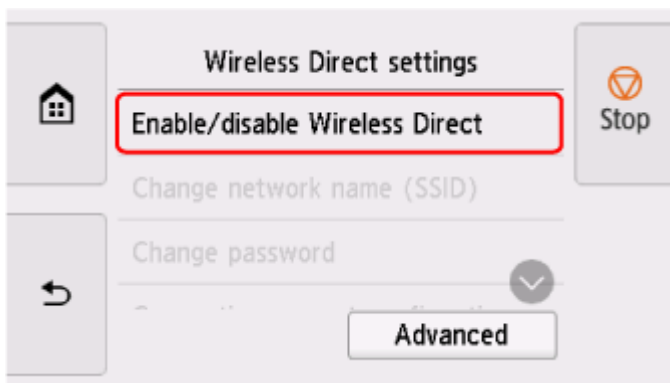 Wireless Direct settings
Enable/disable Wireless Direct
Stop
Change network name (SSID)
Change password
Advanced